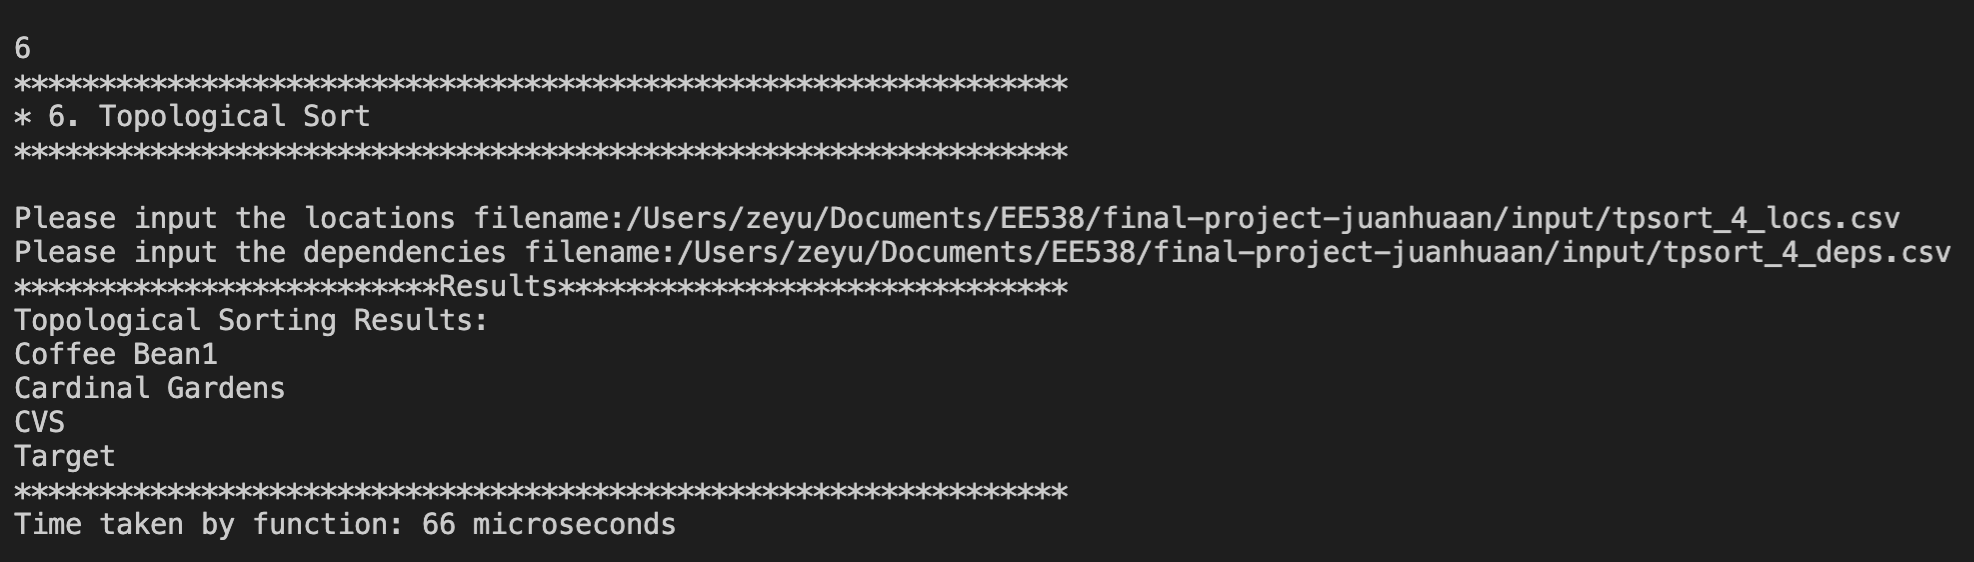 6
**************************************************************
* 6. Topological Sort
**************************************************************
Please input the locations filename:/Users/zeyu/Documents/EE538/final-project-juanhuaan/input/tpsort_4_locs.csv
Please input the dependencies filename:/Users/zeyu/Documents/EE538/final-project-juanhuaan/input/tpsort_4_deps.csv
*************************Results******************************
Topological Sorting Results:
Coffee Bean1
Cardinal Gardens
CVS
Target
**************************************************************
Time taken by function: 66 microseconds